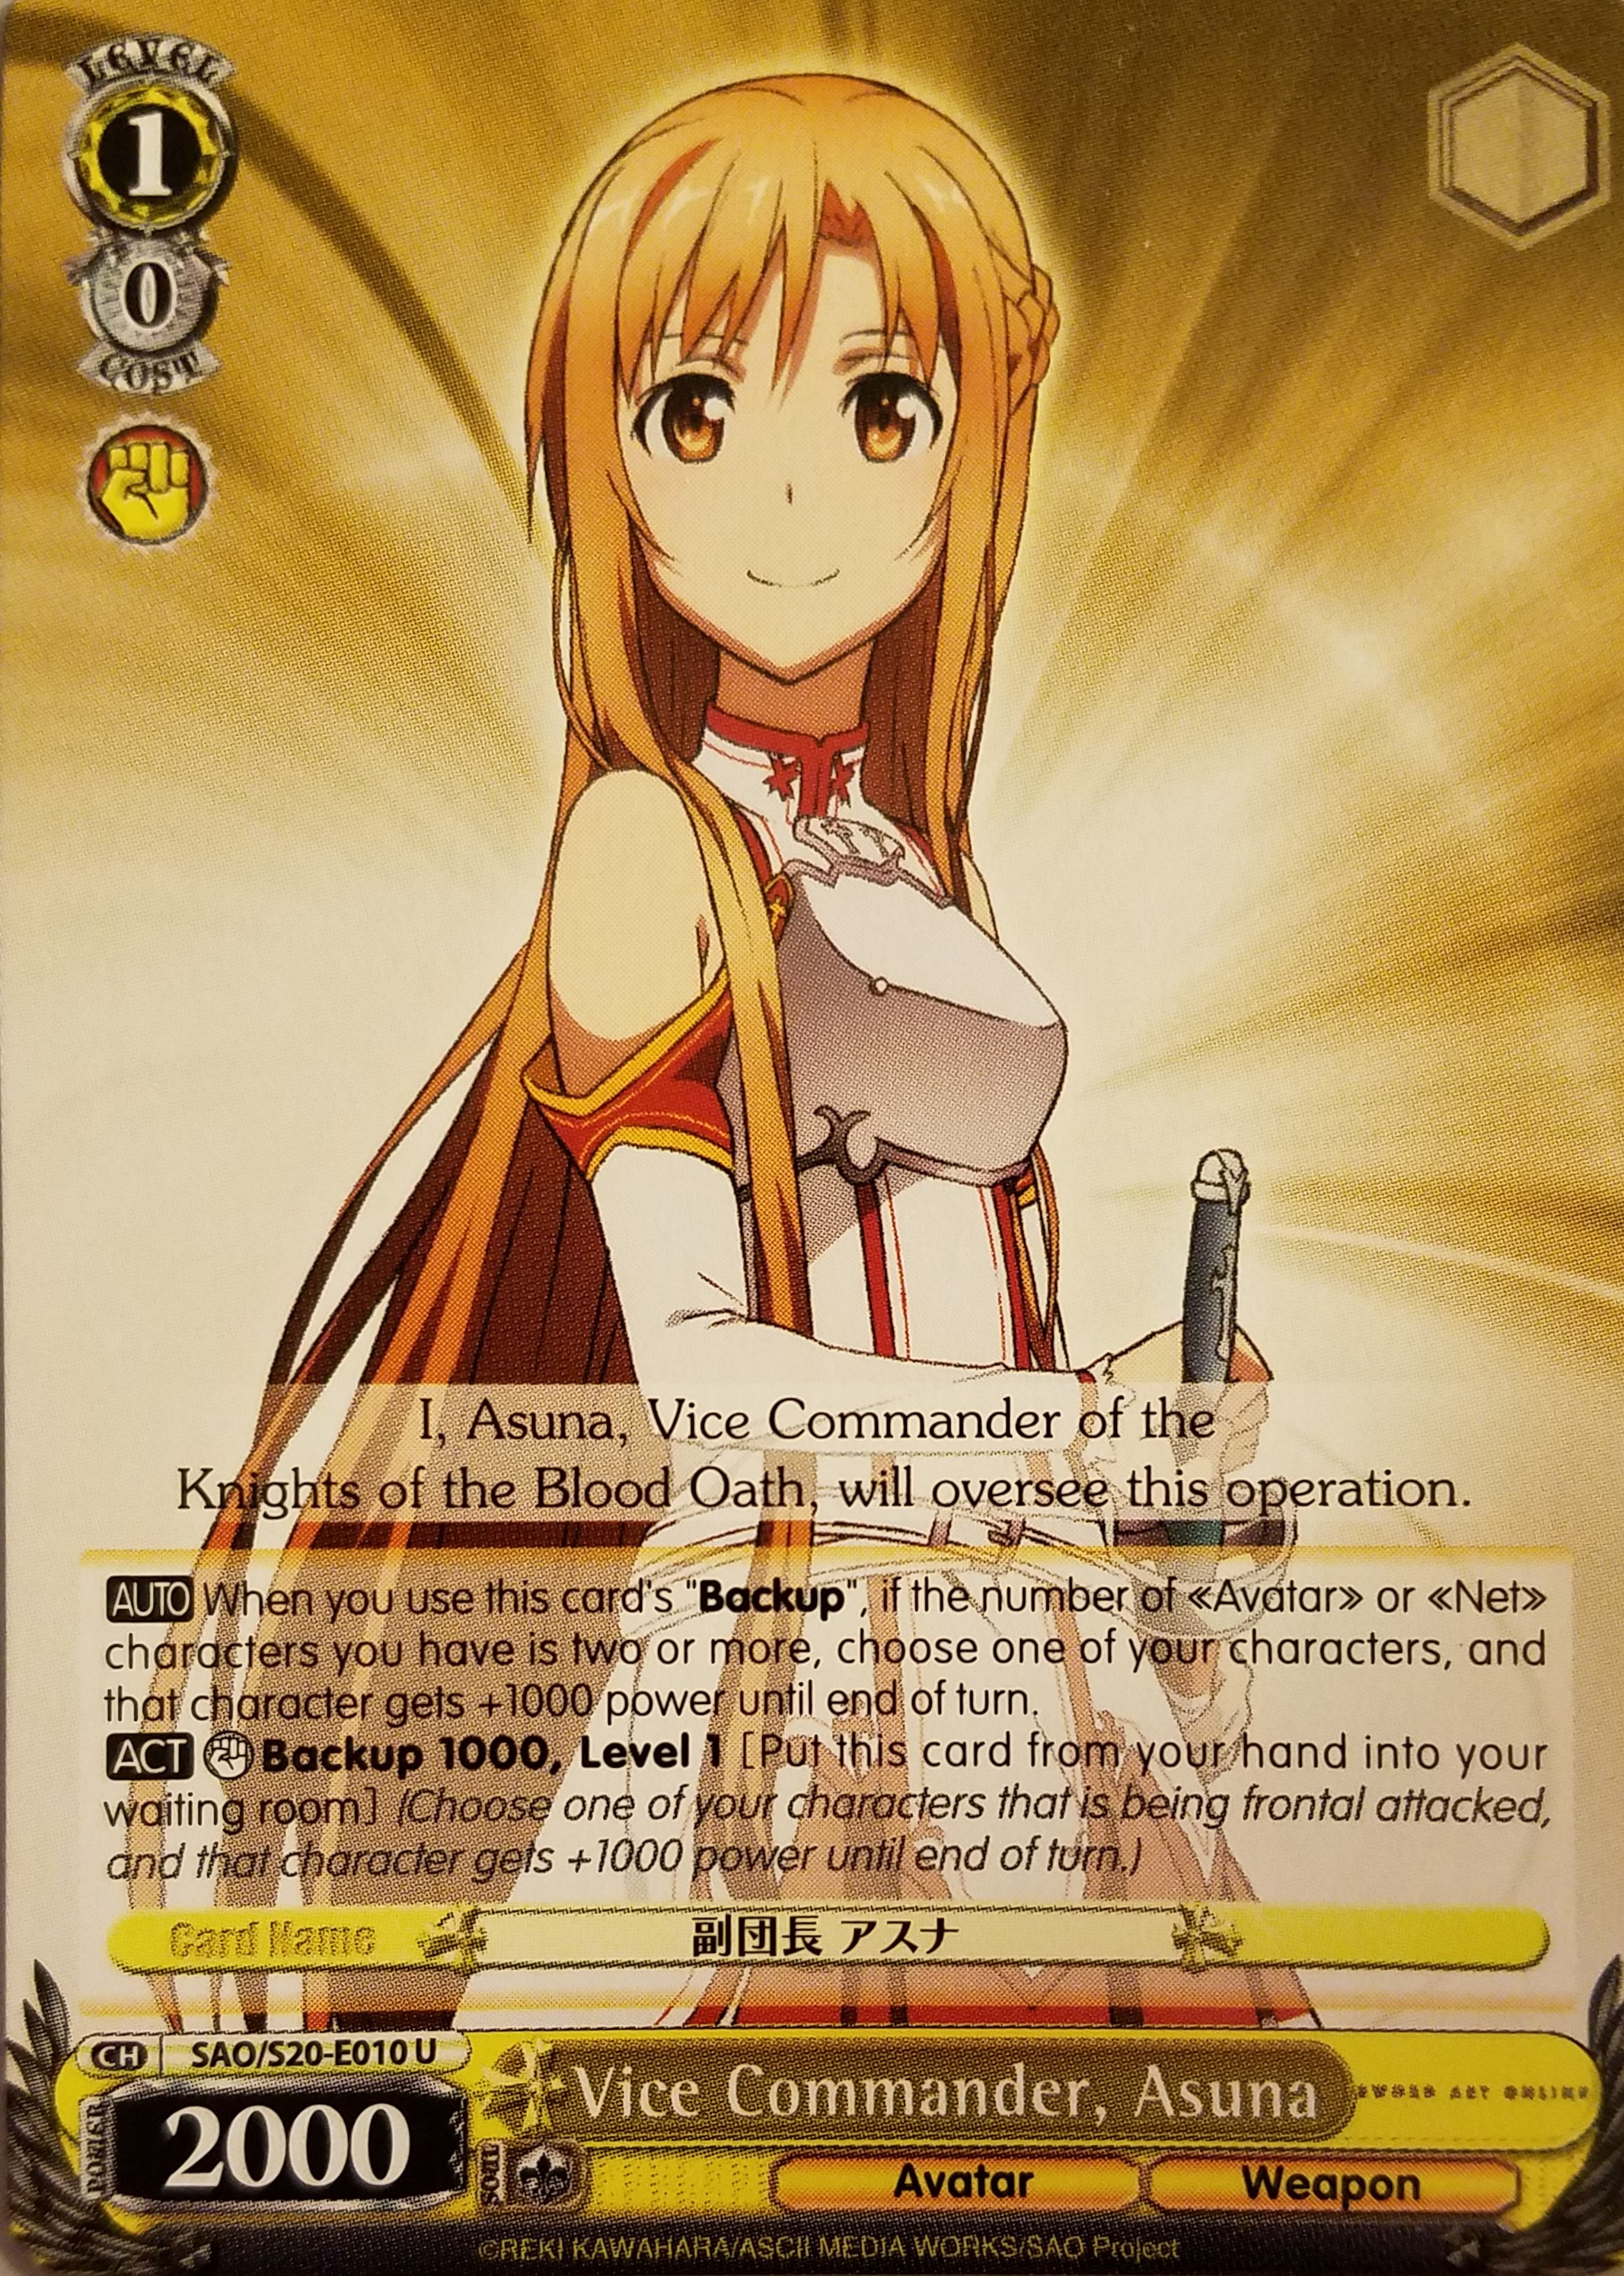 LEVEL
1
0
COST
I, Asuna, Vice Commander of the
Knights of the Blood Oath, will oversee this operation.
AUTO When you use this card's "Backup", if the number of «Avatar» or «Net»
characters you have is two or more, choose one of your characters, and
that character gets +1000 power until end of turn.
ACT Backup 1000, Level 1 [Put this card from your hand into your
waiting room] (Choose one of your characters that is being frontal attacked,
and that character gets +1000 power until end of turn.)
Card Name 副団長 アスナ
CH SAO/S20-E010 U
POWER 2000
Vice Commander, Asuna SWORD ART ONLINE
SOUL
Avatar Weapon
©REKI KAWAHARA/ASCII MEDIA WORKS/SAO Project